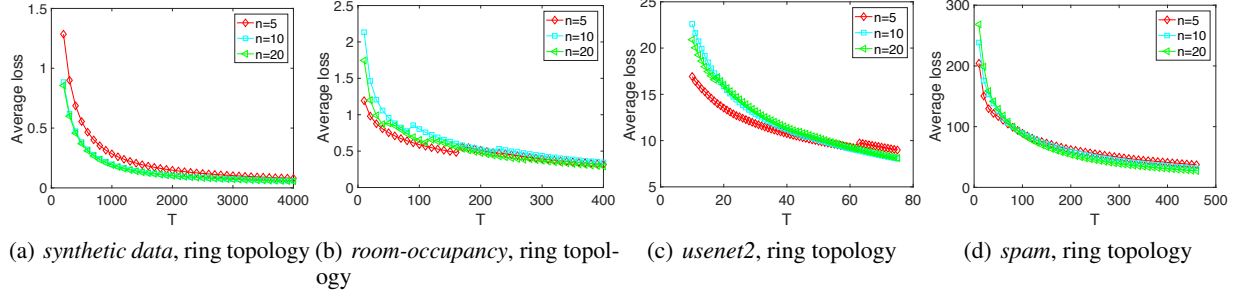 1.5
1
0.5
0
Average loss
0 1000 2000 3000 4000
T
n=5
n=10
n=20
2.5
2
1.5
1
0.5
0
Average loss
0 100 200 300 400
T
n=5
n=10
n=20
25
20
15
10
5
Average loss
0 20 40 60 80
T
n=5
n=10
n=20
300
200
100
0
Average loss
0 100 200 300 400 500
T
n=5
n=10
n=20
(a) synthetic data, ring topology
(b) room-occupancy, ring topol-
ogy
(c) usenet2, ring topology
(d) spam, ring topology